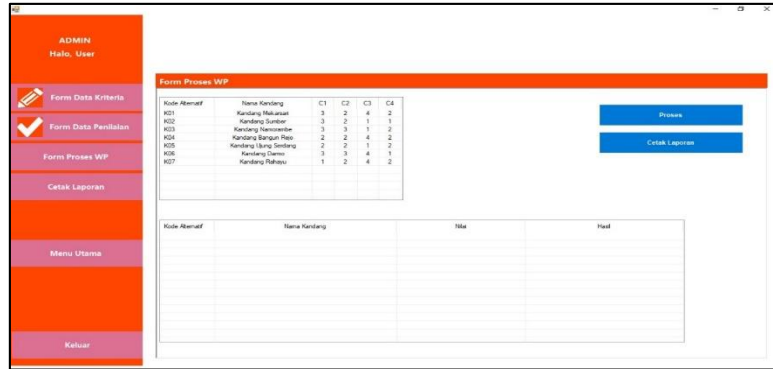 ADMIN
Halo, User
Form Data Kriteria
Form Data Penilaian
Form Proses WP
Cetak Laporan
Menu Utama
Keluar
Form Proses WP
Kode Alternatif Nama Kandang C1 C2 C3 C4
K01 Kandang Mekarsari 3 2 4 2
K02 Kandang Sumber 3 2 1 1
K03 Kandang Namorambe 3 3 1 2
K04 Kandang Bangun Rejo 2 2 4 2
K05 Kandang Ujung Serdang 2 2 1 2
K06 Kandang Darmo 3 3 4 1
K07 Kandang Rahayu 1 2 4 2
Proses
Cetak Laporan
Kode Alternatif Nama Kandang Nilai Hasil